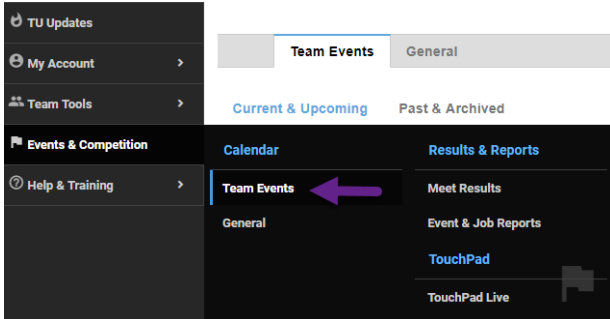 TU Updates
My Account
Team Tools
Events & Competition
Help & Training
Team Events General
Current & Upcoming Past & Archived
Calendar
Team Events
General
Results & Reports
Meet Results
Event & Job Reports
TouchPad
TouchPad Live